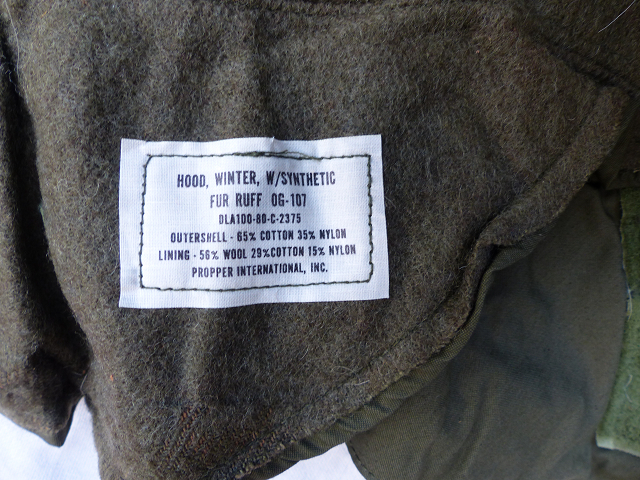 HOOD, WINTER, W/SYNTHETIC
FUR RUFF OG-107
DLA100-80-C-2375
OUTERSHELL - 65% COTTON 35% NYLON
LINING - 56% WOOL 29%COTTON 15% NYLON
PROPPER INTERNATIONAL, INC.